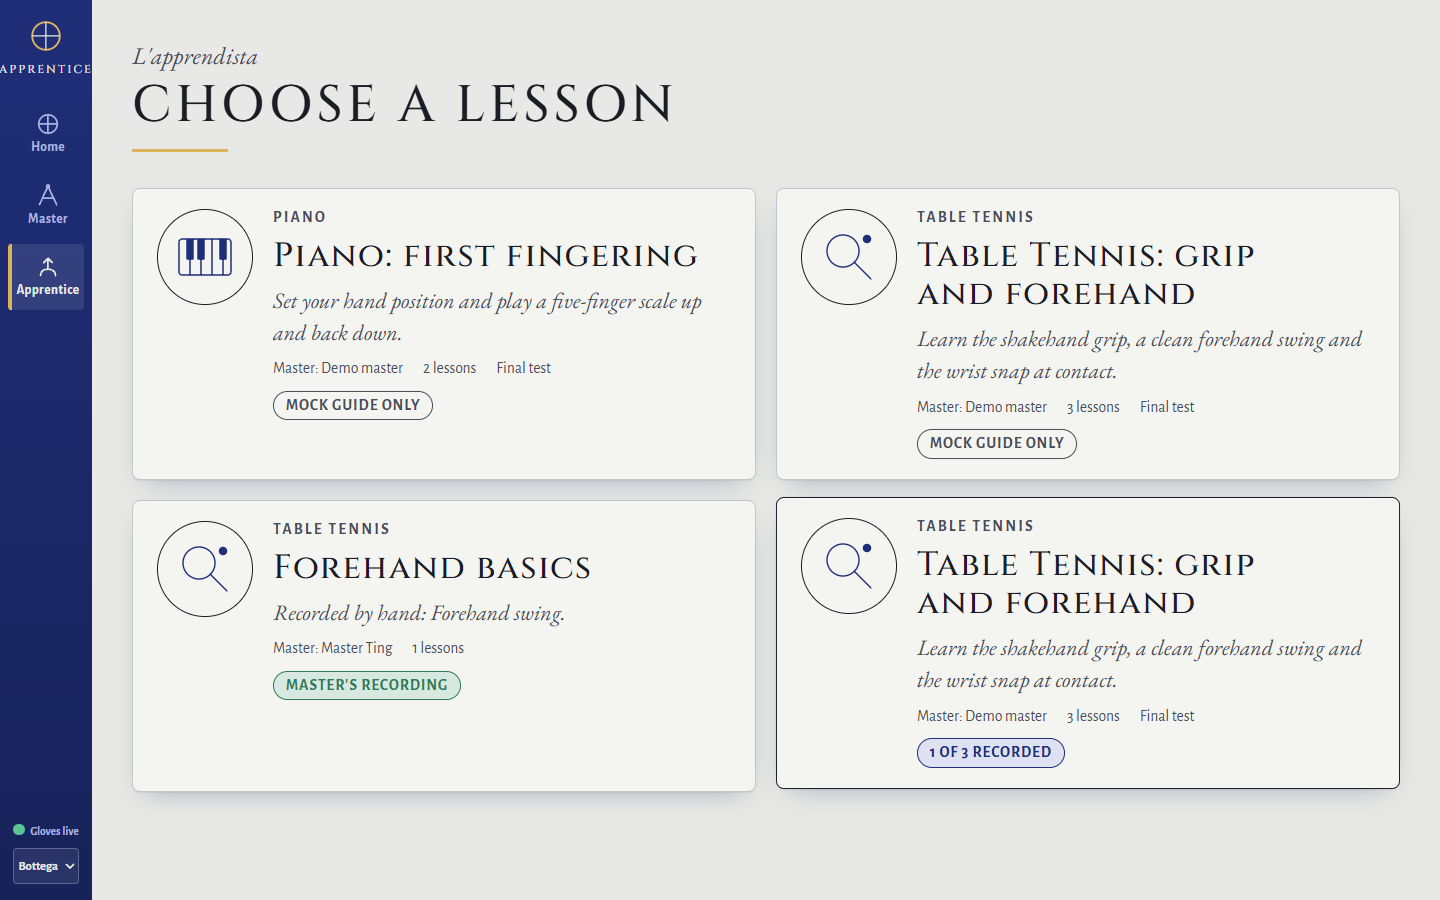 APPRENTICE
Home
Master
Apprentice
Gloves live
Bottega
L'apprendista
CHOOSE A LESSON
PIANO
PIANO: FIRST FINGERING
Set your hand position and play a five-finger scale up
and back down.
Master: Demo master 2 lessons Final test
MOCK GUIDE ONLY
TABLE TENNIS
TABLE TENNIS: GRIP
AND FOREHAND
Learn the shakehand grip, a clean forehand swing and
the wrist snap at contact.
Master: Demo master 3 lessons Final test
MOCK GUIDE ONLY
TABLE TENNIS
FOREHAND BASICS
Recorded by hand: Forehand swing.
Master: Master Ting 1 lessons
MASTER'S RECORDING
TABLE TENNIS
TABLE TENNIS: GRIP
AND FOREHAND
Learn the shakehand grip, a clean forehand swing and
the wrist snap at contact.
Master: Demo master 3 lessons Final test
1 OF 3 RECORDED